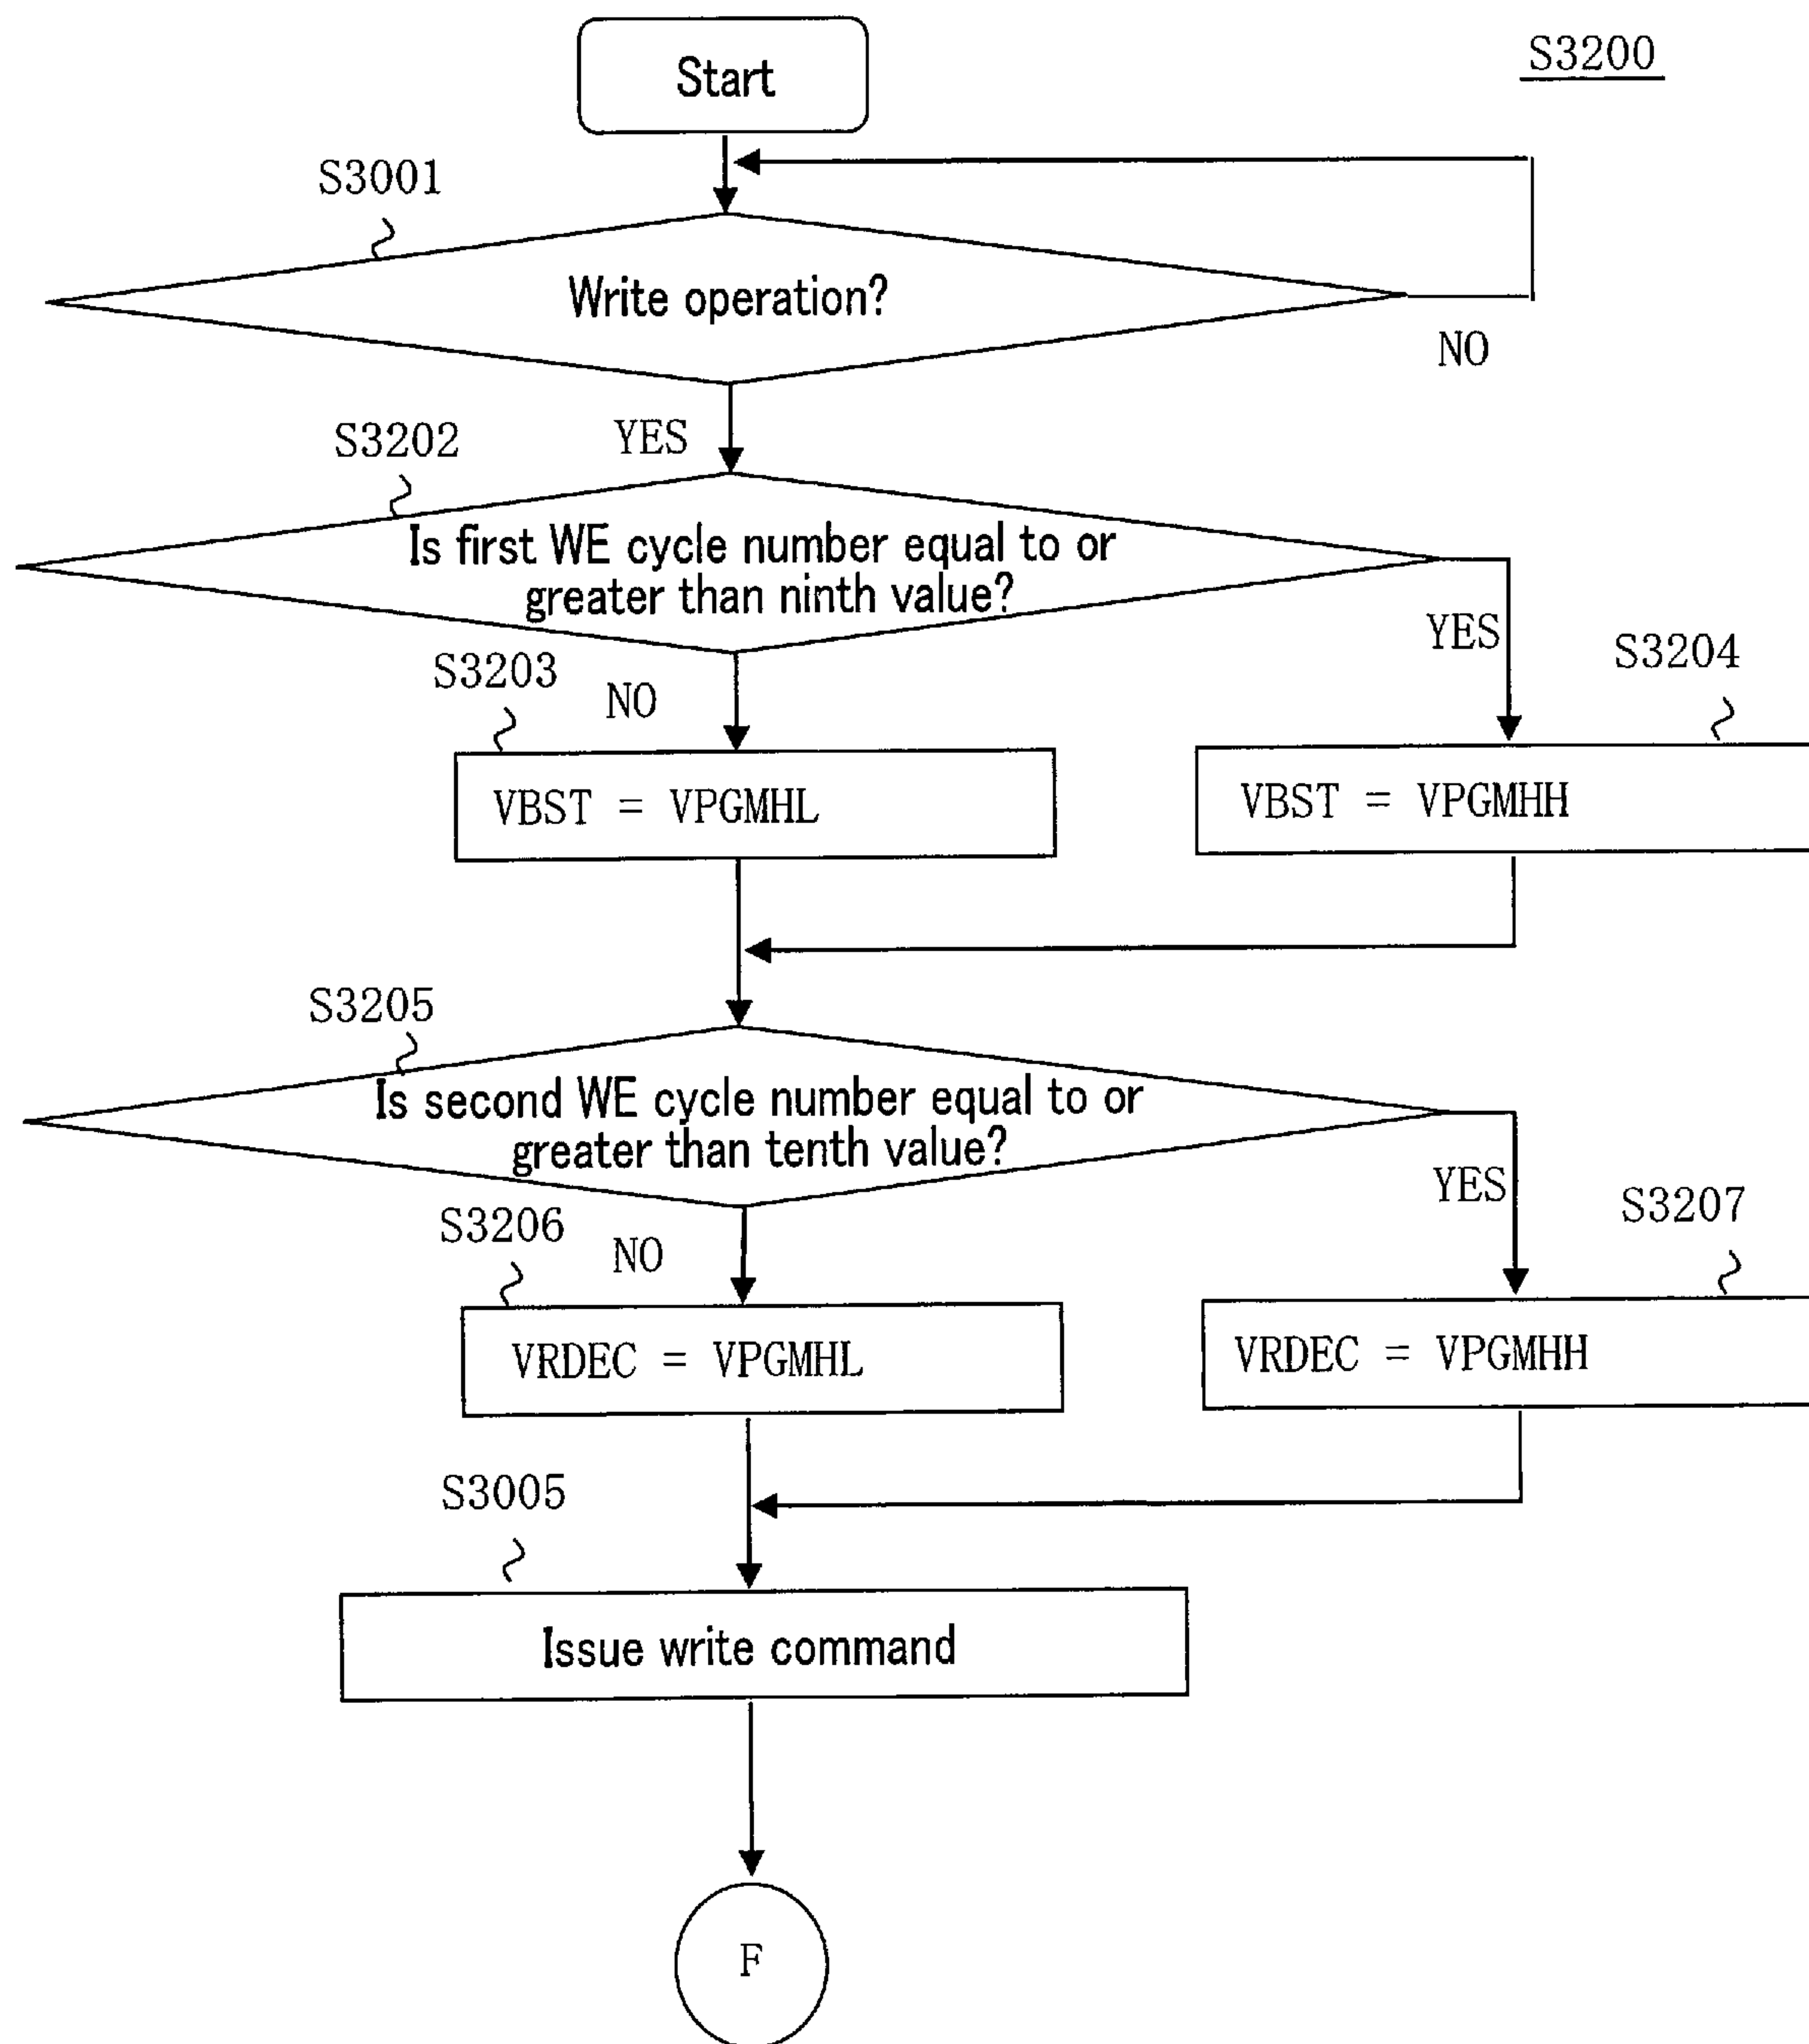 Start
S3200
S3001
Write operation?
NO
YES
S3202
Is first WE cycle number equal to or
greater than ninth value?
YES
S3203
NO
S3204
VBST = VPGMHL
VBST = VPGMHH
S3205
Is second WE cycle number equal to or
greater than tenth value?
YES
S3206
NO
S3207
VRDEC = VPGMHL
VRDEC = VPGMHH
S3005
Issue write command
F